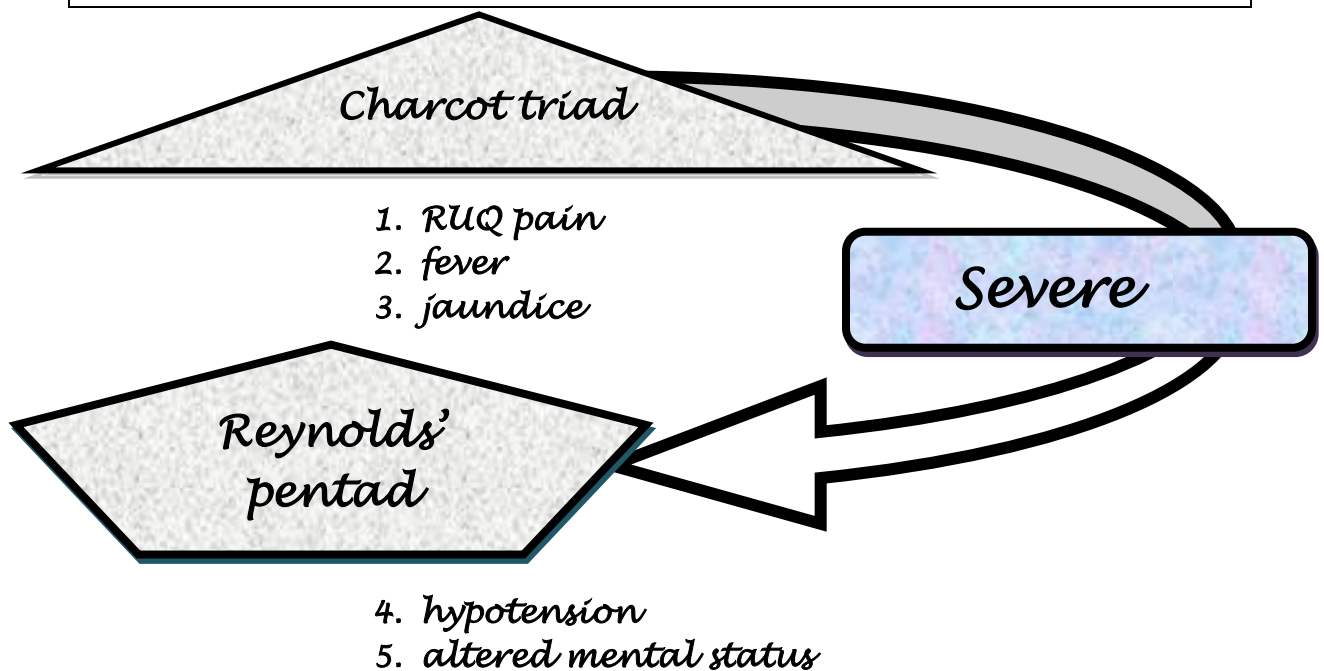 Charcot triad
1. RUQ pain
2. fever
3. jaundice
Severe
Reynolds’
pentad
4. hypotension
5. altered mental status